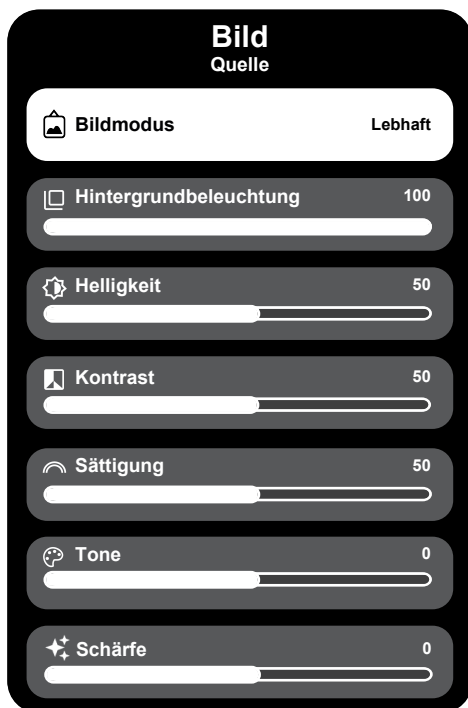 Bild
Quelle
Bildmodus Lebhaft
Hintergrundbeleuchtung 100
Helligkeit 50
Kontrast 50
Sättigung 50
Tone 0
Schärfe 0